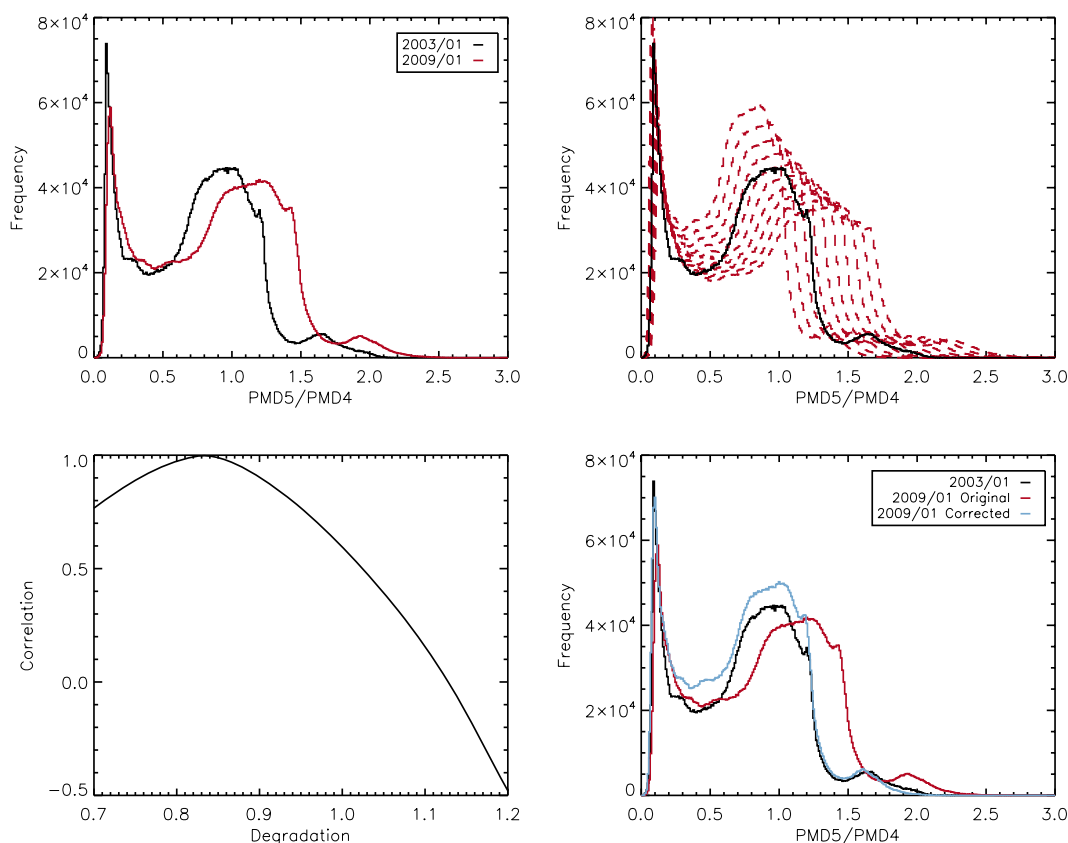 8×10⁴
6×10⁴
4×10⁴
2×10⁴
0
Frequency
0.0 0.5 1.0 1.5 2.0 2.5 3.0
PMD5/PMD4
2003/01
2009/01
8×10⁴
6×10⁴
4×10⁴
2×10⁴
0
Frequency
0.0 0.5 1.0 1.5 2.0 2.5 3.0
PMD5/PMD4
1.0
0.5
0.0
−0.5
Correlation
0.7 0.8 0.9 1.0 1.1 1.2
Degradation
8×10⁴
6×10⁴
4×10⁴
2×10⁴
0
Frequency
0.0 0.5 1.0 1.5 2.0 2.5 3.0
PMD5/PMD4
2003/01
2009/01 Original
2009/01 Corrected